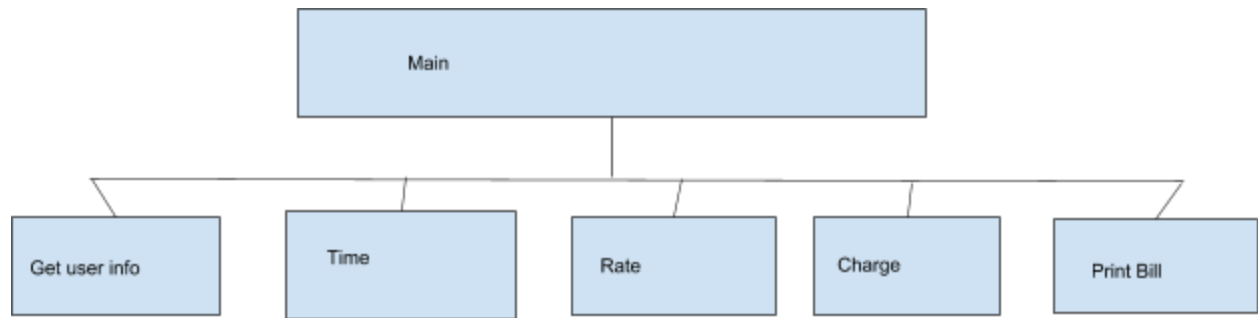 Main
Get user info
Time
Rate
Charge
Print Bill